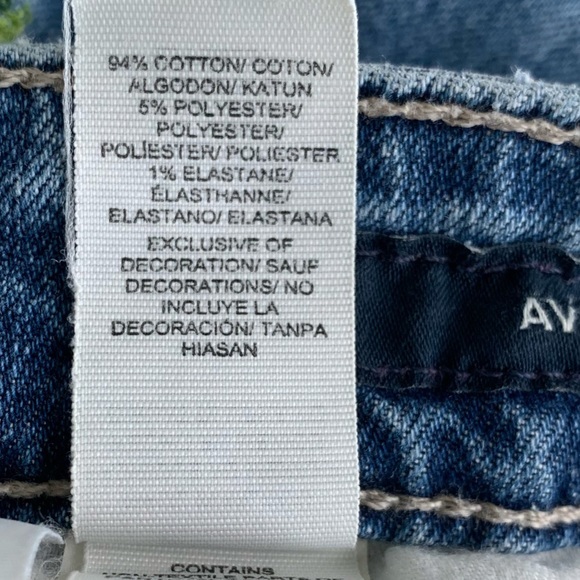 94% COTTON/ COTON/
ALGODON/ KATUN
5% POLYESTER/
POLYESTER/
POLÍESTER/ POLIESTER
1% ELASTANE/
ÉLASTHANNE/
ELASTANO/ ELASTANA
EXCLUSIVE OF
DECORATION/ SAUF
DECORATIONS/ NO
INCLUYE LA
DECORACIÓN/ TANPA
HIASAN
AV
CONTAINS